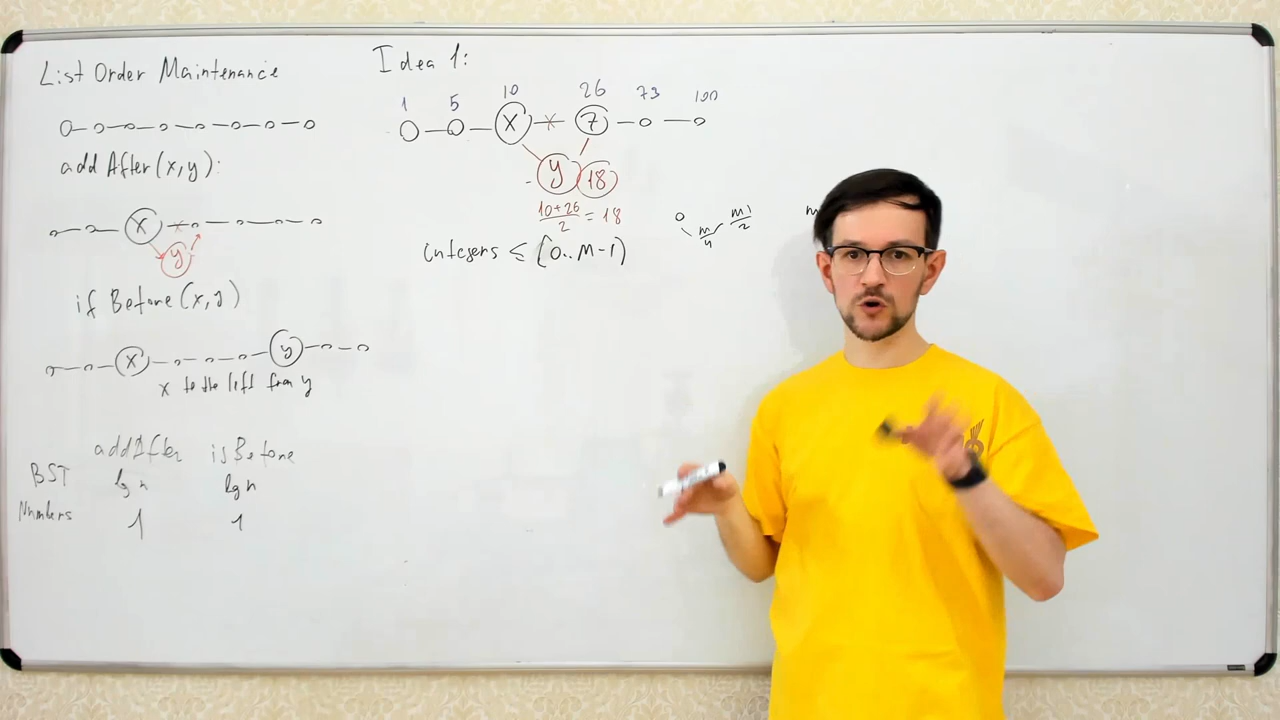 List Order Maintenance
add After (x,y):
x
y
if Before (x,y)
x y
x to the left from y
addAfter isBefore
BST lg n lg n
Numbers 1 1
Idea 1:
1 5 10 26 73 100
x 7
y 18
10+26/2 = 18
integers ≤ [0..M-1)
0 m/4 m/2
m